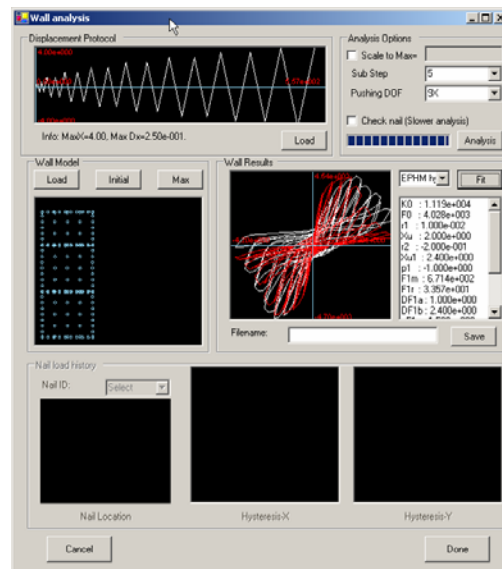 Wall analysis
Displacement Protocol
4.00e+000
Info: MaxX=4.00, Max Dx=2.50e-001.
Load
Analysis Options
Scale to Max=
Sub Step
5
Pushing DOF
9X
Check nail (Slower analysis)
Analysis
Wall Model
Load
Initial
Max
Wall Results
EPHM hy
Fit
K0 : 1.119e+004
F0 : 4.028e+003
r1 : 1.000e-002
Xu : 2.000e+000
r2 : -2.000e-001
Xu1 : 2.400e+000
p1 : -1.000e+000
F1m : 6.714e+002
F1r : 3.357e+001
DF1a : 1.000e+000
DF1b : 2.400e+000
Filename:
Save
Nail load history
Nail ID:
Select
Nail Location
Hysteresis-X
Hysteresis-Y
Cancel
Done